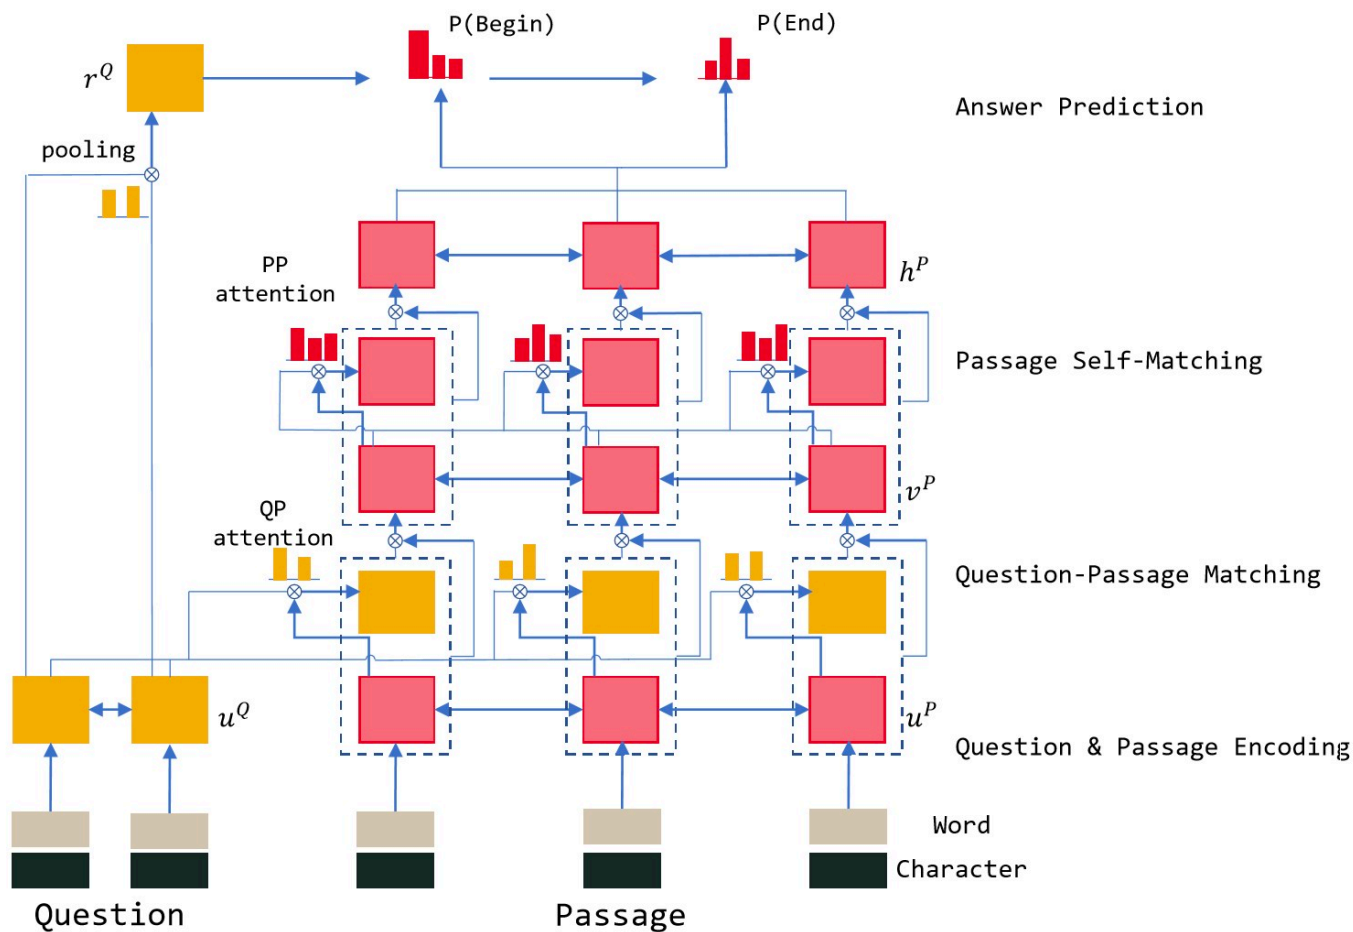 P(Begin)
P(End)
r^Q
Answer Prediction
pooling
PP
attention
h^P
Passage Self-Matching
v^P
QP
attention
Question-Passage Matching
u^Q
u^P
Question & Passage Encoding
Word
Character
Question
Passage